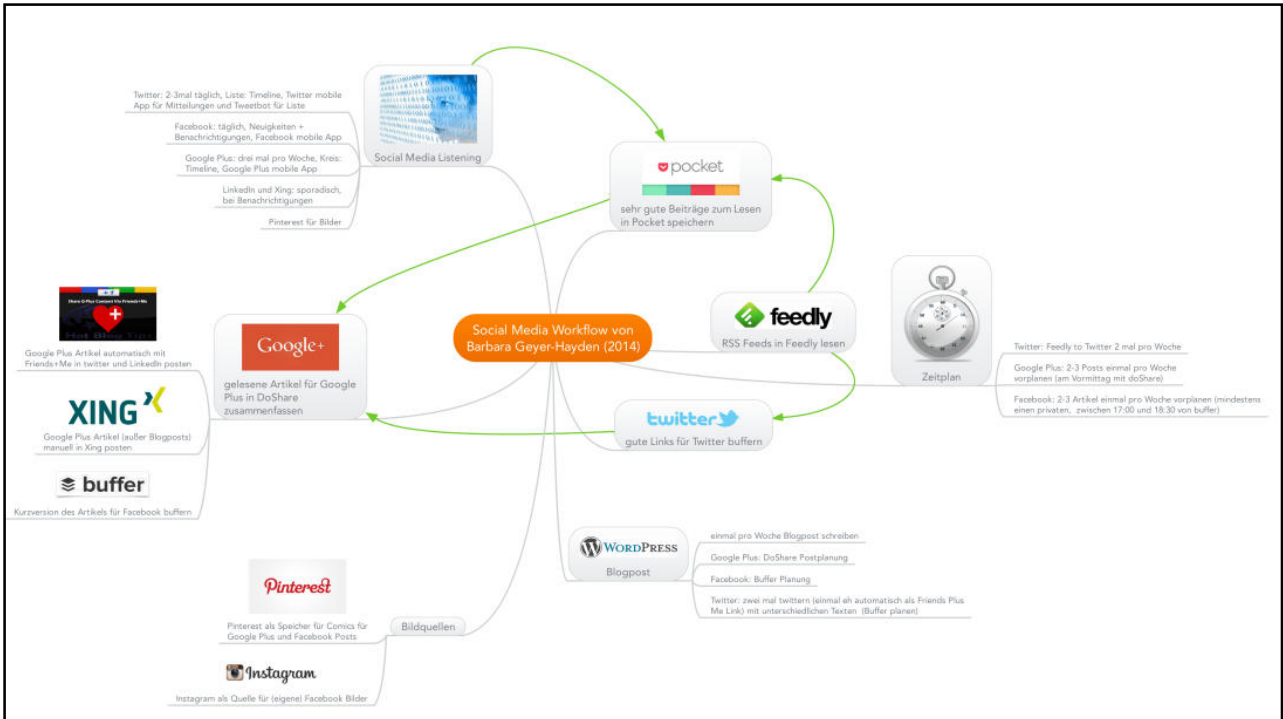 Social Media Workflow von
Barbara Geyer-Hayden (2014)
Social Media Listening
Twitter: 2-3mal täglich, Liste: Timeline, Twitter mobile
App für Mitteilungen und Tweetbot für Liste
Facebook: täglich, Neuigkeiten +
Benachrichtigungen, Facebook mobile App
Google Plus: drei mal pro Woche, Kreis:
Timeline, Google Plus mobile App
LinkedIn und Xing: sporadisch,
bei Benachrichtigungen
Pinterest für Bilder
pocket
sehr gute Beiträge zum Lesen
in Pocket speichern
feedly
RSS Feeds in Feedly lesen
Zeitplan
Twitter: Feedly to Twitter 2 mal pro Woche
Google Plus: 2-3 Posts einmal pro Woche
vorplanen (am Vormittag mit doShare)
Facebook: 2-3 Artikel einmal pro Woche vorplanen (mindestens
einen privaten, zwischen 17:00 und 18:30 von buffer)
twitter
gute Links für Twitter buffern
Google+
gelesene Artikel für Google
Plus in DoShare
zusammenfassen
Share G Plus Content Via Friends+Me
Hot Blog Tips
Google Plus Artikel automatisch mit
Friends+Me in twitter und LinkedIn posten
XING
Google Plus Artikel (außer Blogposts)
manuell in Xing posten
buffer
Kurzversion des Artikels für Facebook buffern
WORDPRESS
Blogpost
einmal pro Woche Blogpost schreiben
Google Plus: DoShare Postplanung
Facebook: Buffer Planung
Twitter: zwei mal twittern (einmal eh automatisch als Friends Plus
Me Link) mit unterschiedlichen Texten (Buffer planen)
Bildquellen
Pinterest
Pinterest als Speicher für Comics für
Google Plus und Facebook Posts
Instagram
Instagram als Quelle für (eigene) Facebook Bilder